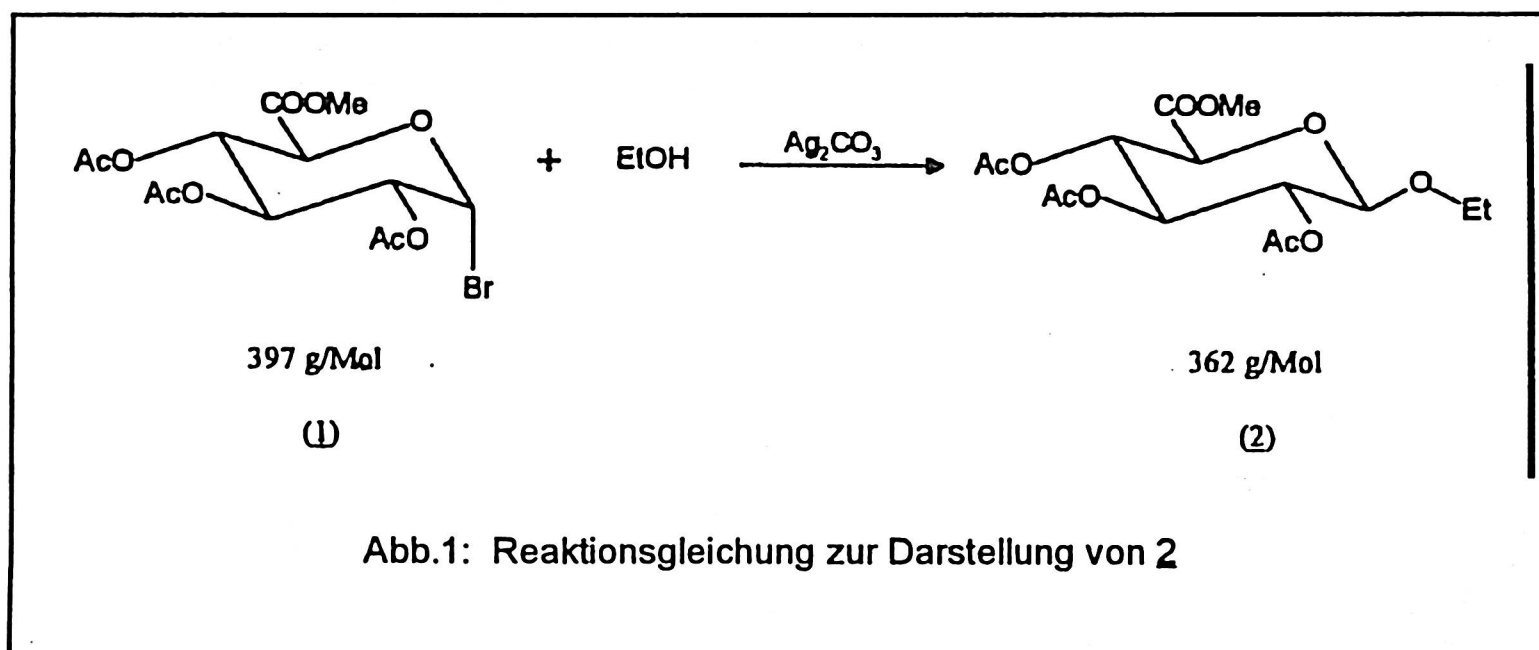 COOMe
O
AcO
AcO
AcO
Br
+ EtOH
Ag₂CO₃
COOMe
O
AcO
AcO
AcO
O
Et
397 g/Mol
362 g/Mol
(1)
(2)
Abb.1: Reaktionsgleichung zur Darstellung von 2